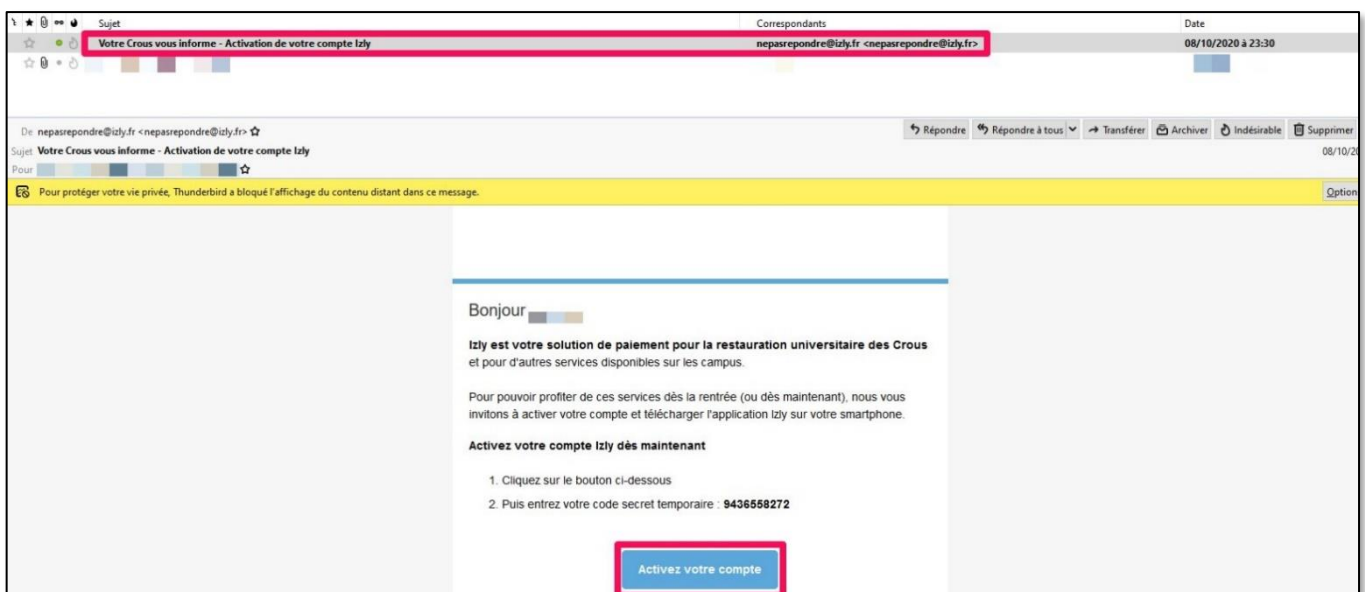 Sujet Correspondants Date
Votre Crous vous informe - Activation de votre compte Izly nepasrepondre@izly.fr <nepasrepondre@izly.fr> 08/10/2020 à 23:30
De nepasrepondre@izly.fr <nepasrepondre@izly.fr> Répondre Répondre à tous Transférer Archiver Indésirable Supprimer
Sujet Votre Crous vous informe - Activation de votre compte Izly 08/10/20
Pour
Pour protéger votre vie privée, Thunderbird a bloqué l'affichage du contenu distant dans ce message. Option
Bonjour
Izly est votre solution de paiement pour la restauration universitaire des Crous
et pour d'autres services disponibles sur les campus.
Pour pouvoir profiter de ces services dès la rentrée (ou dès maintenant), nous vous
invitons à activer votre compte et télécharger l'application Izly sur votre smartphone.
Activez votre compte Izly dès maintenant
1. Cliquez sur le bouton ci-dessous
2. Puis entrez votre code secret temporaire : 9436558272
Activez votre compte